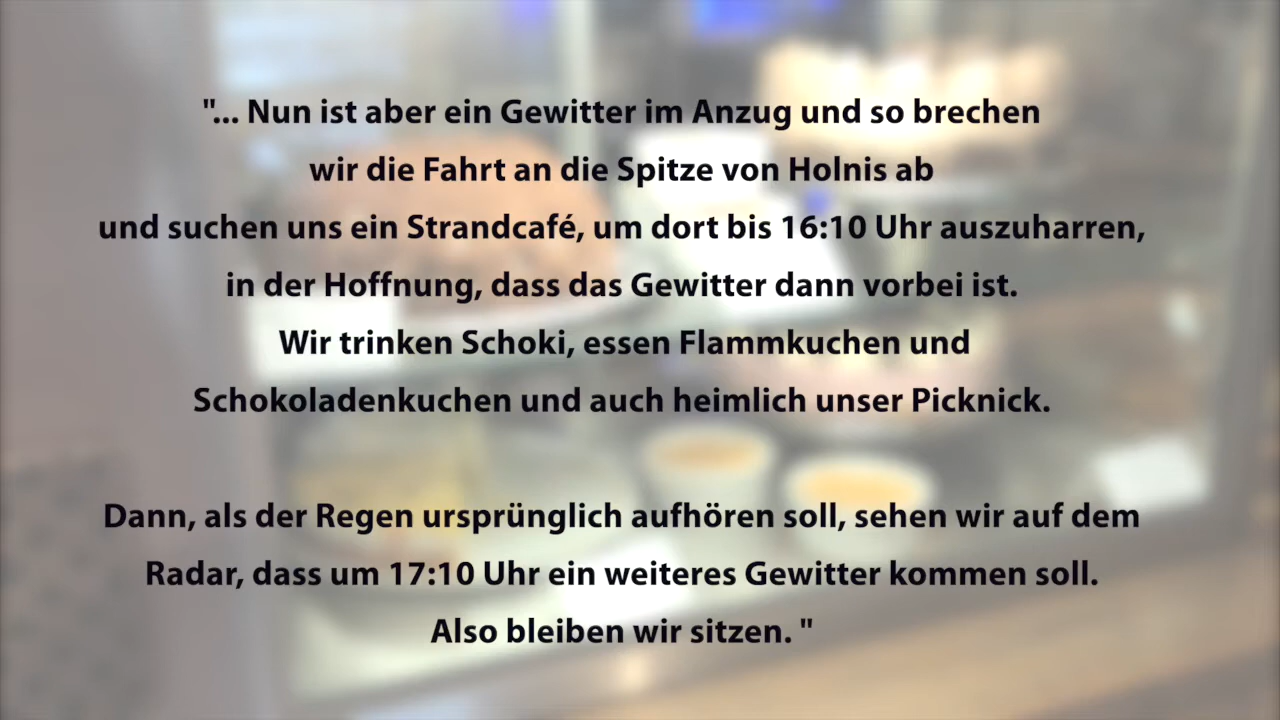 "... Nun ist aber ein Gewitter im Anzug und so brechen
wir die Fahrt an die Spitze von Holnis ab
und suchen uns ein Strandcafé, um dort bis 16:10 Uhr auszuharren,
in der Hoffnung, dass das Gewitter dann vorbei ist.
Wir trinken Schoki, essen Flammkuchen und
Schokoladenkuchen und auch heimlich unser Picknick.
Dann, als der Regen ursprünglich aufhören soll, sehen wir auf dem
Radar, dass um 17:10 Uhr ein weiteres Gewitter kommen soll.
Also bleiben wir sitzen. "